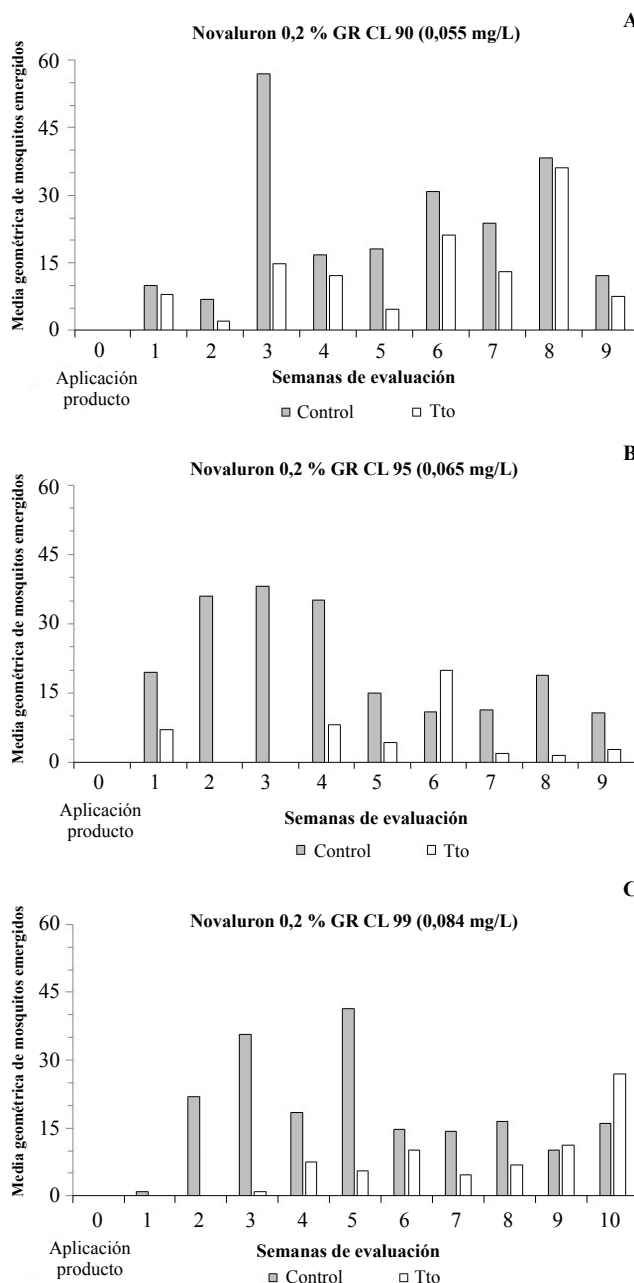 A
Novaluron 0,2 % GR CL 90 (0,055 mg/L)
Media geométrica de mosquitos emergidos
60
45
30
15
0
0 1 2 3 4 5 6 7 8 9
Aplicación
producto
Semanas de evaluación
Control Tto
B
Novaluron 0,2 % GR CL 95 (0,065 mg/L)
Media geométrica de mosquitos emergidos
60
45
30
15
0
0 1 2 3 4 5 6 7 8 9
Aplicación
producto
Semanas de evaluación
Control Tto
C
Novaluron 0,2 % GR CL 99 (0,084 mg/L)
Media geométrica de mosquitos emergidos
60
45
30
15
0
0 1 2 3 4 5 6 7 8 9 10
Aplicación
producto
Semanas de evaluación
Control Tto